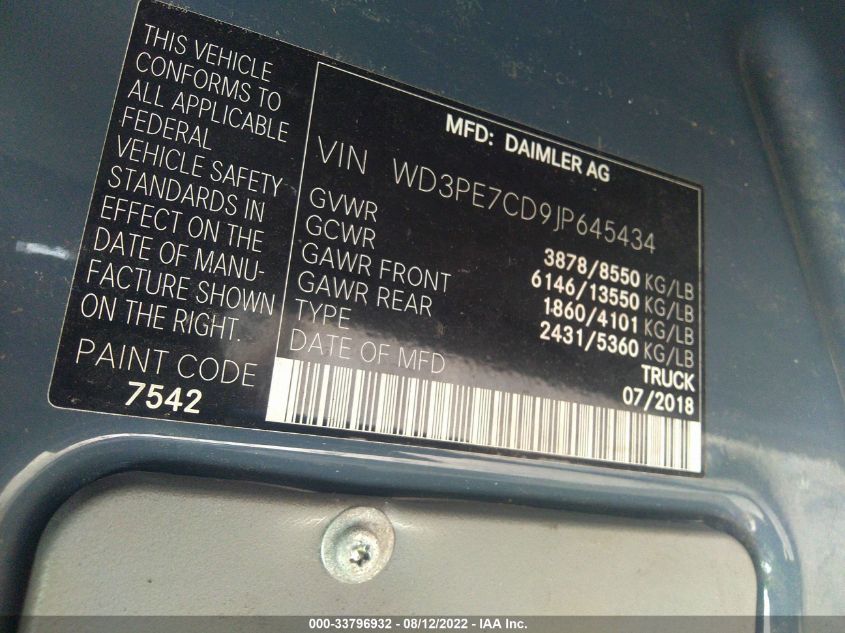 THIS VEHICLE
CONFORMS TO
ALL APPLICABLE
FEDERAL
VEHICLE SAFETY
STANDARDS IN
EFFECT ON THE
DATE OF MANU-
FACTURE SHOWN
ON THE RIGHT.
PAINT CODE
7542
MFD: DAIMLER AG
VIN WD3PE7CD9JP645434
GVWR 3878/8550 KG/LB
GCWR 6146/13550 KG/LB
GAWR FRONT 1860/4101 KG/LB
GAWR REAR 2431/5360 KG/LB
TYPE TRUCK
DATE OF MFD 07/2018
000-33796932 - 08/12/2022 - IAA Inc.